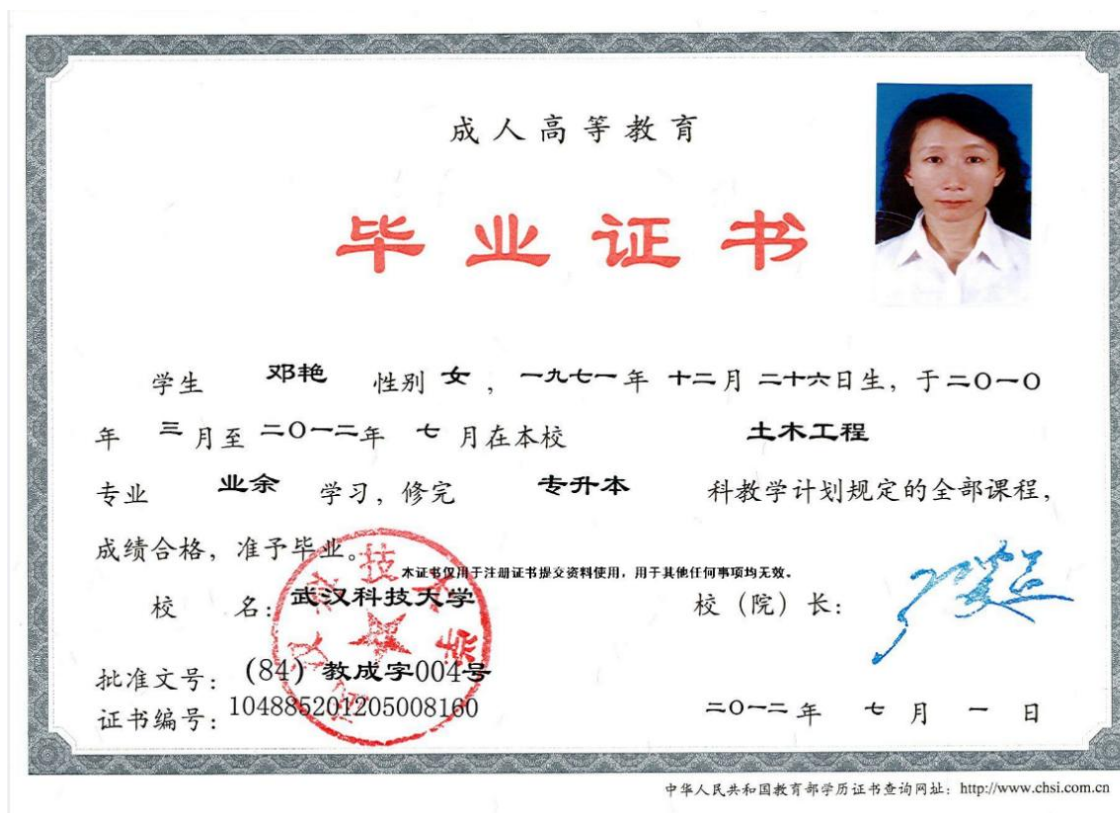 成人高等教育
毕业证书
学生 邓艳 性别 女，一九七一年 十二月 二十六日生，于二〇一〇
年 三月至 二〇一二年 七 月在本校 土木工程
专业 业余 学习，修完 专升本 科教学计划规定的全部课程，
成绩合格，准予毕业。
本证书仅用于注册证书提交资料使用，用于其他任何事项均无效。
校 名：武汉科技大学 校（院）长：
批准文号：(84) 教成字004号
证书编号：104885201205008160 二〇一二年 七 月 一 日
中华人民共和国教育部学历证书查询网址：http://www.chsi.com.cn